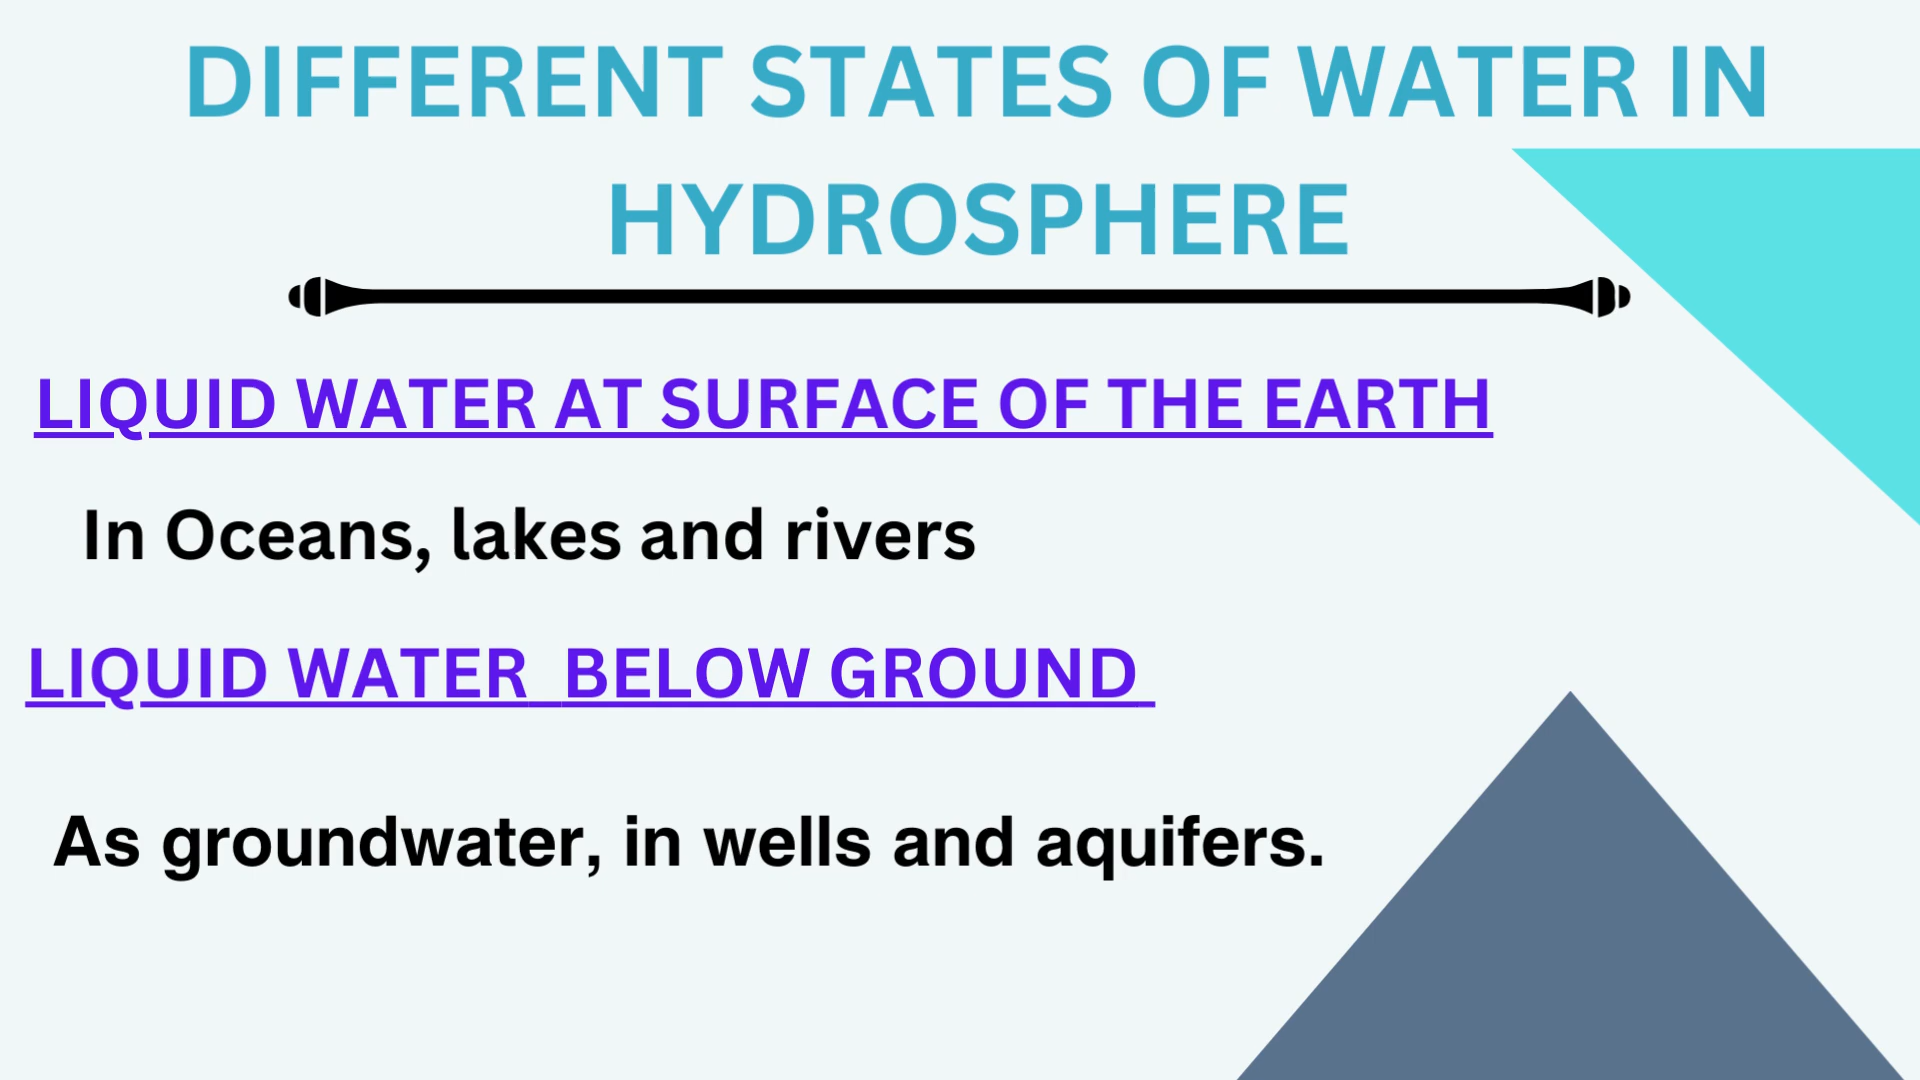 DIFFERENT STATES OF WATER IN
HYDROSPHERE
LIQUID WATER AT SURFACE OF THE EARTH
In Oceans, lakes and rivers
LIQUID WATER  BELOW GROUND
As groundwater, in wells and aquifers.